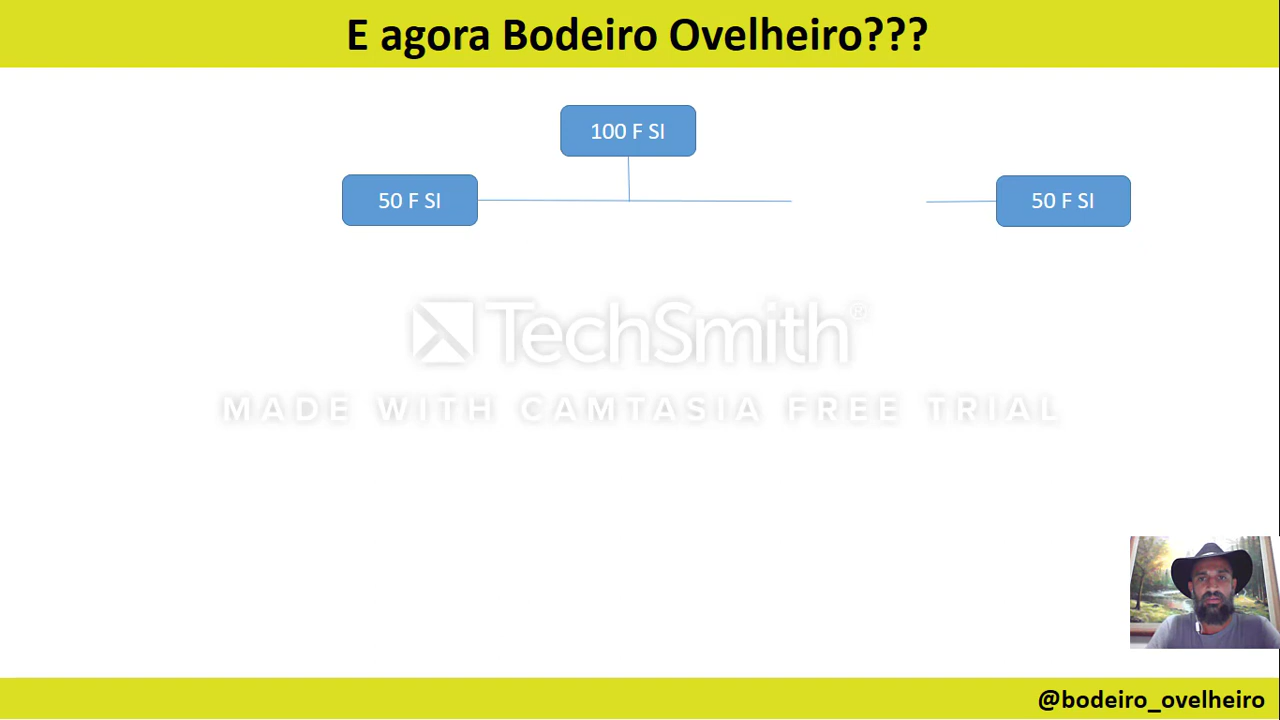 E agora Bodeiro Ovelheiro???
100 F SI
50 F SI
50 F SI
TechSmith®
MADE WITH CAMTASIA FREE TRIAL
@bodeiro_ovelheiro